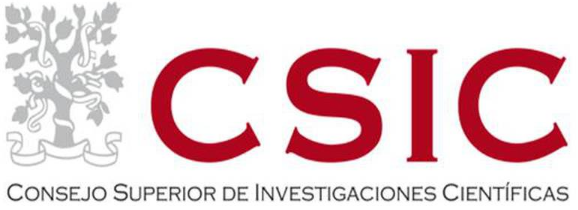 CSIC
CONSEJO SUPERIOR DE INVESTIGACIONES CIENTÍFICAS